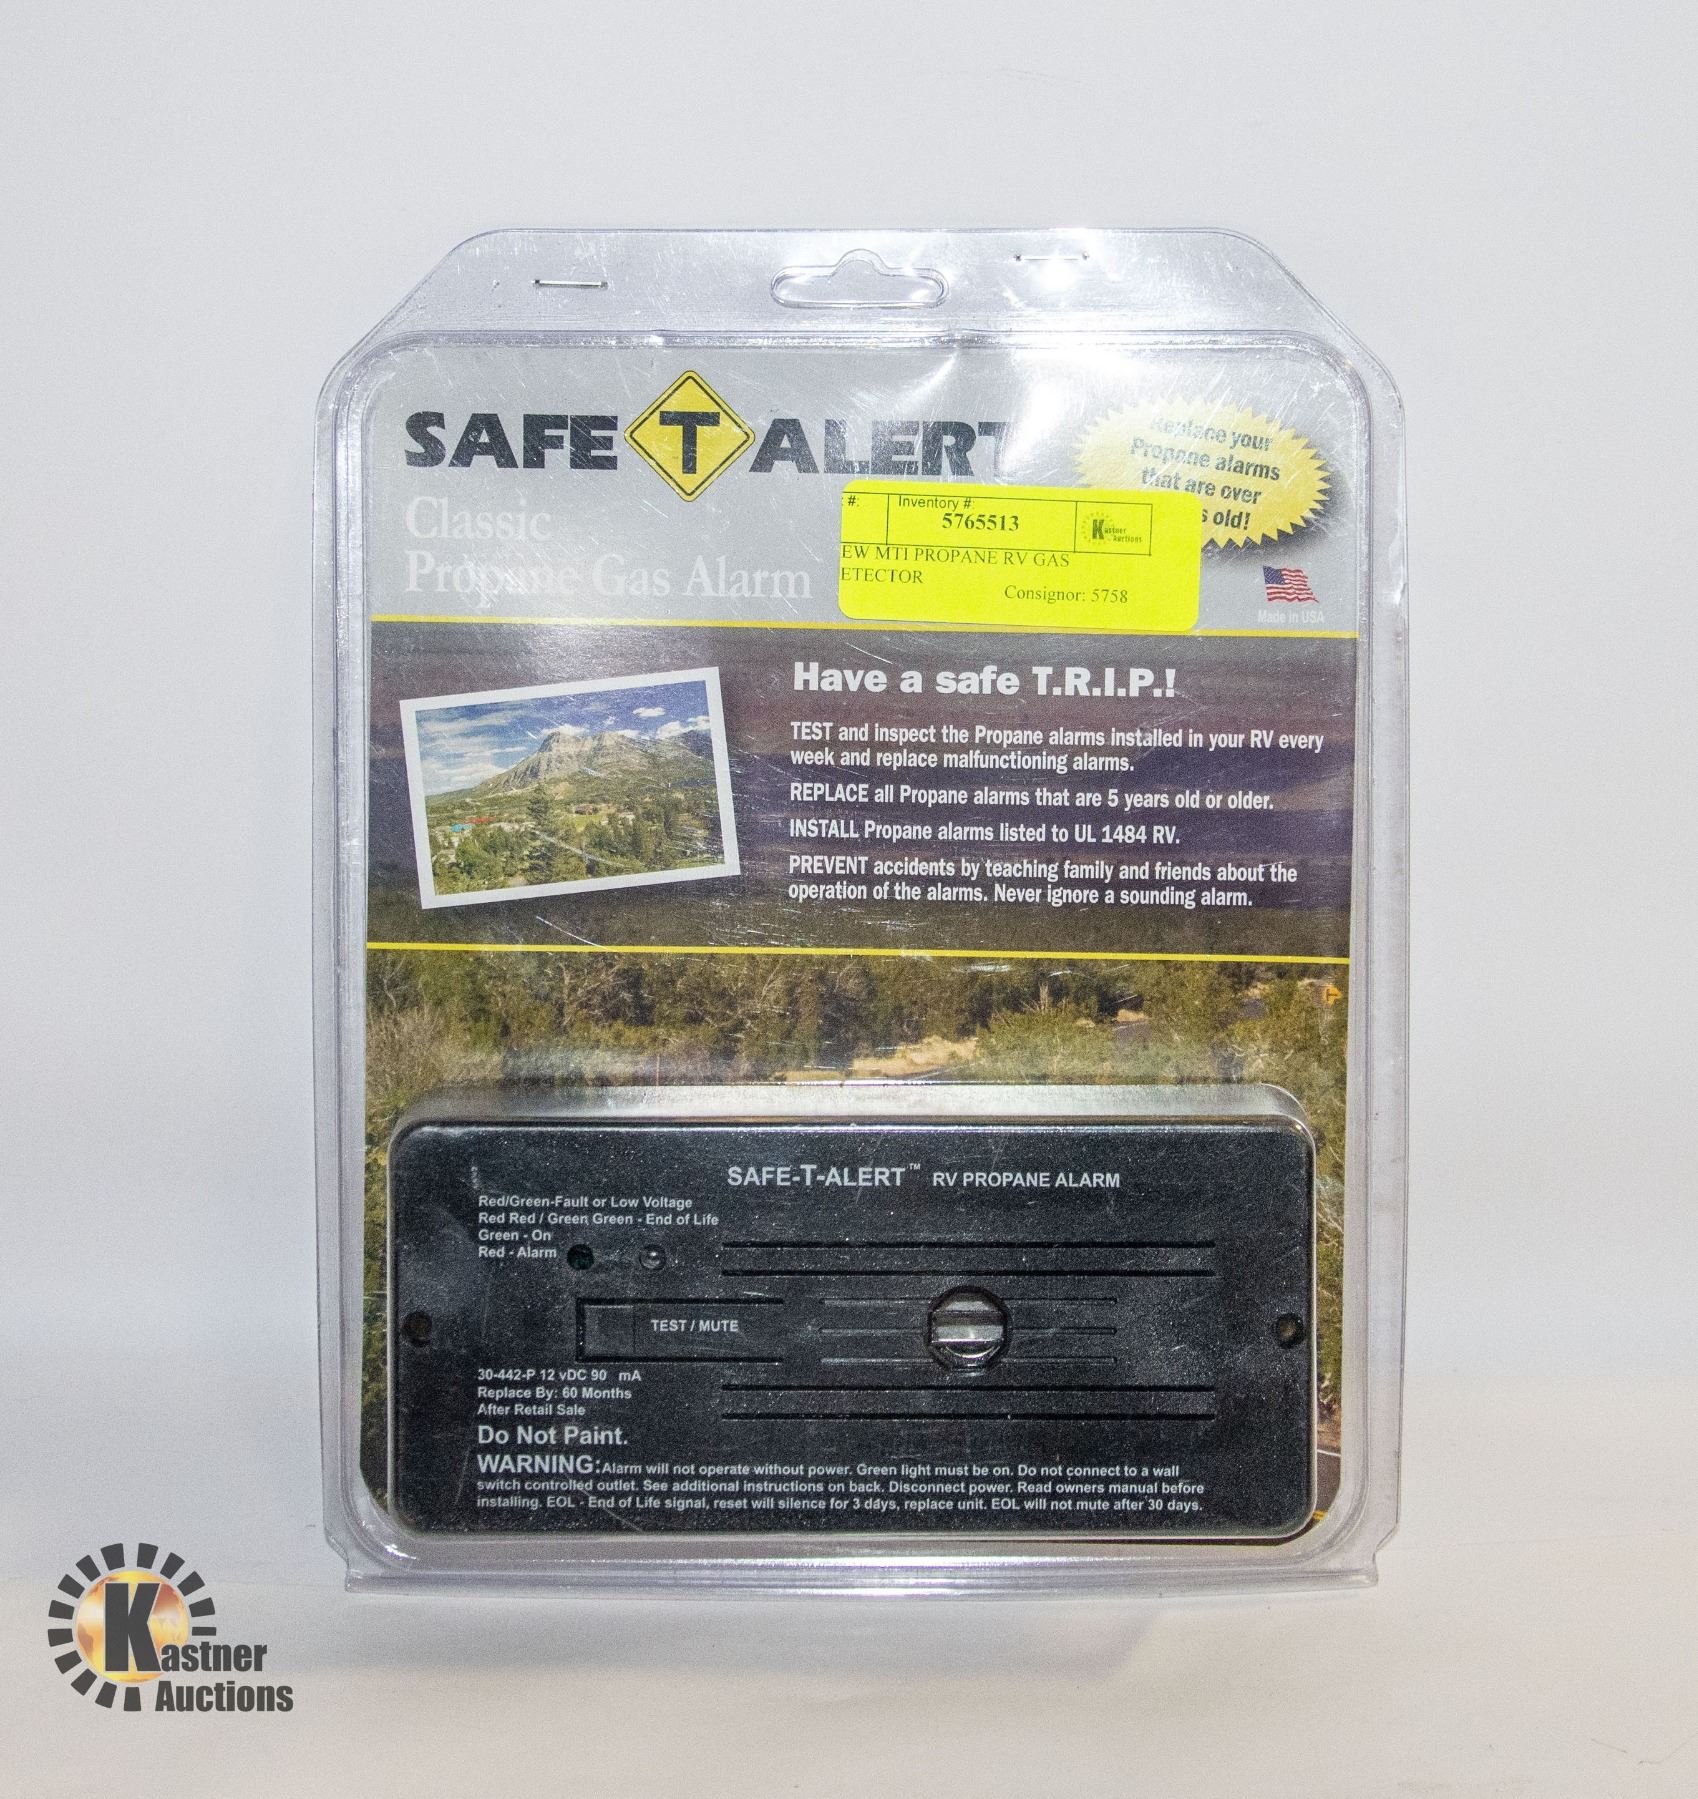 SAFE T ALERT
Classic
Propane Gas Alarm
Replace your
Propane alarms
that are over
old!
#: Inventory #:
5765513
Kastner
Auctions
EW MTI PROPANE RV GAS
ETECTOR
Consignor: 5758
Made in USA
Have a safe T.R.I.P.!
TEST and inspect the Propane alarms installed in your RV every
week and replace malfunctioning alarms.
REPLACE all Propane alarms that are 5 years old or older.
INSTALL Propane alarms listed to UL 1484 RV.
PREVENT accidents by teaching family and friends about the
operation of the alarms. Never ignore a sounding alarm.
SAFE-T-ALERT™ RV PROPANE ALARM
Red/Green-Fault or Low Voltage
Red Red / Green Green - End of Life
Green - On
Red - Alarm
TEST / MUTE
30-442-P 12 vDC 90 mA
Replace By: 60 Months
After Retail Sale
Do Not Paint.
WARNING: Alarm will not operate without power. Green light must be on. Do not connect to a wall
switch controlled outlet. See additional instructions on back. Disconnect power. Read owners manual before
installing. EOL - End of Life signal, reset will silence for 3 days, replace unit. EOL will not mute after 30 days.
Kastner
Auctions